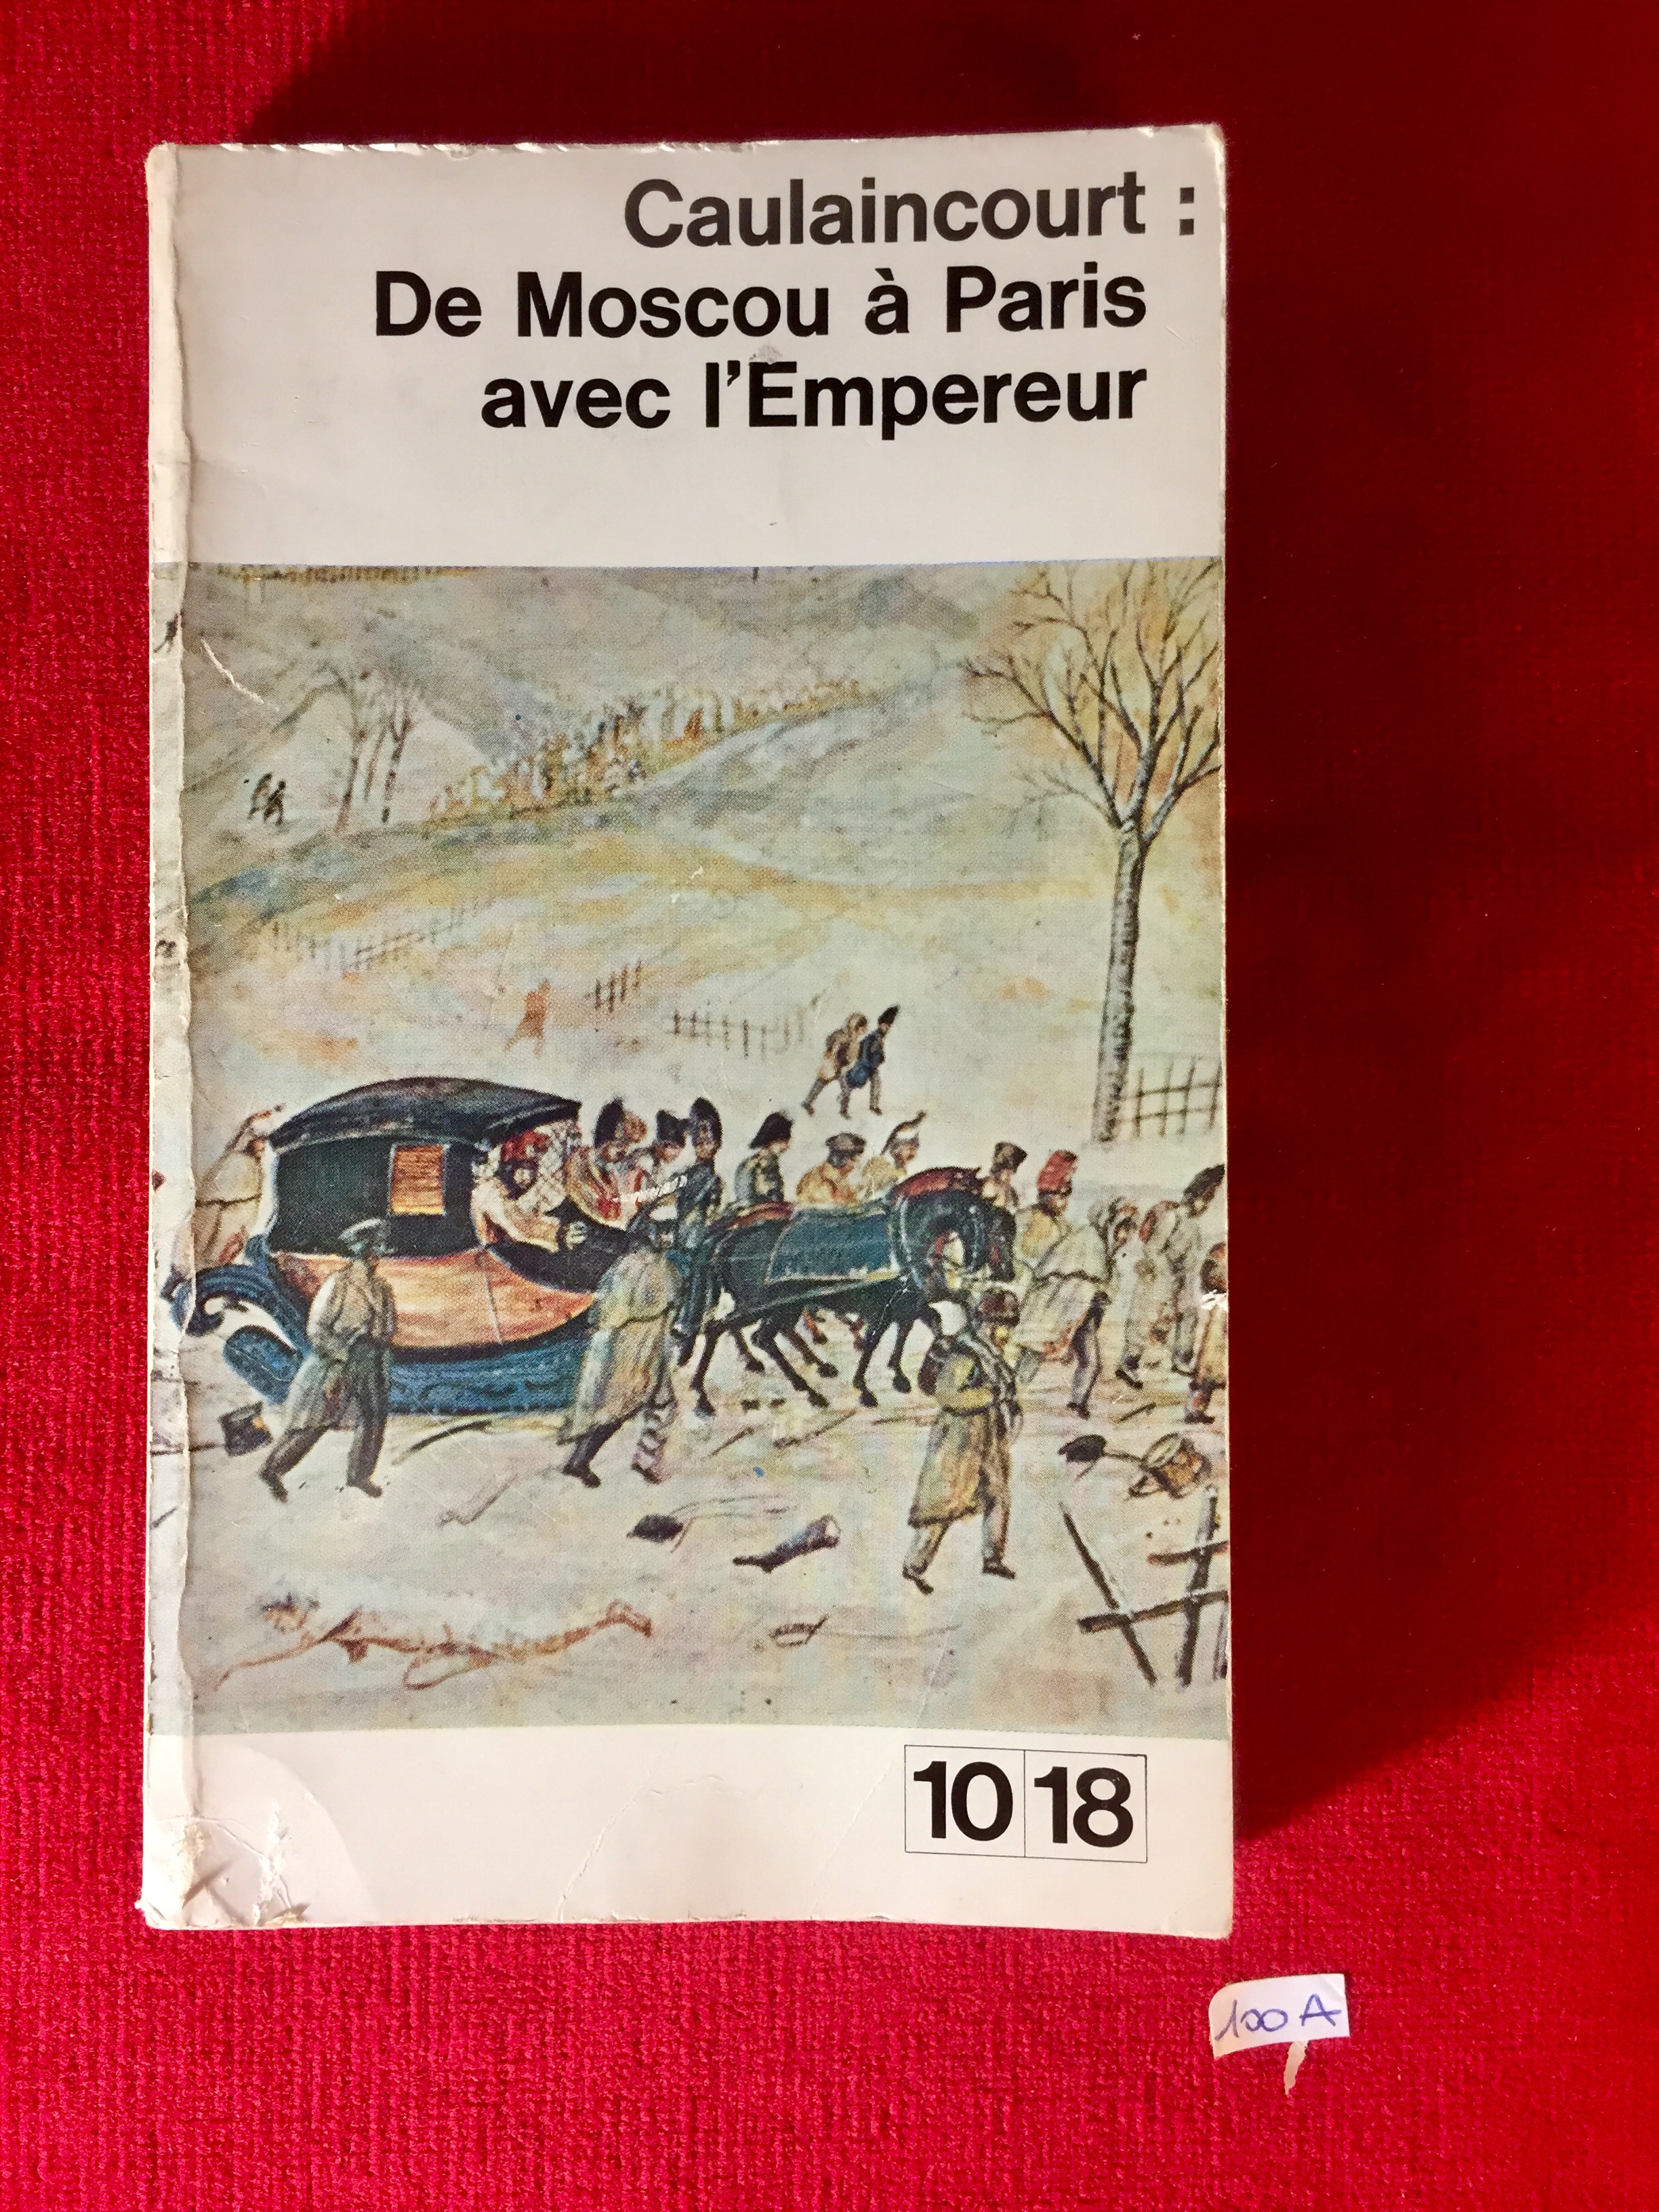 Caulaincourt :
De Moscou à Paris
avec l'Empereur
10 18
100 A